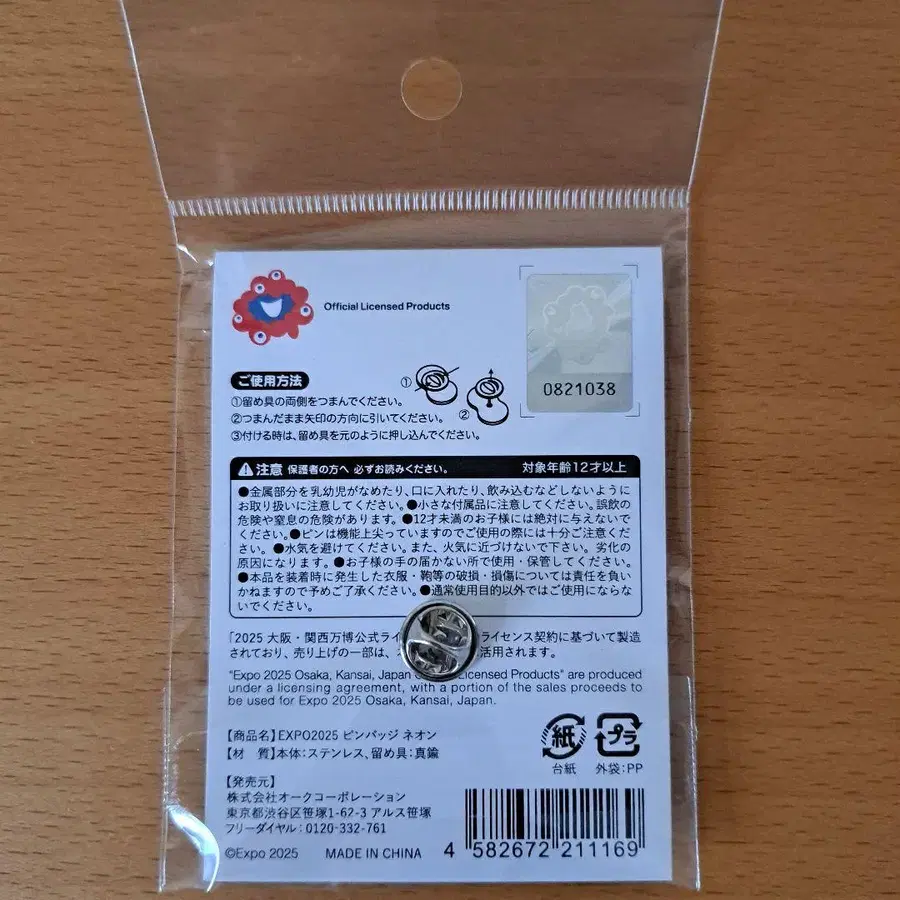 Official Licensed Products
0821038
ご使用方法
①留め具の両側をつまんでください。
②つまんだまま矢印の方向に引いてください。
③付ける時は、留め具を元のように押し込んでください。
①
②
注意 保護者の方へ 必ずお読みください。 対象年齢12才以上
●金属部分を乳幼児がなめたり、口に入れたり、飲み込むなどしないように
お取り扱いに注意してください。●小さな付属品に注意してください。誤飲の
危険や窒息の危険があります。●12才未満のお子様には絶対に与えないで
ください。●ピンは機能上尖っていますのでご使用の際には十分ご注意くださ
い。●水気を避けてください。また、火気に近づけないで下さい。劣化の
原因になります。●お子様の手の届かない所で使用・保管してください。
●本品を装着時に発生した衣服・鞄等の破損・損傷については責任を負い
かねますので予めご了承ください。●通常使用目的以外ではご使用にならな
いでください。
「2025 大阪・関西万博公式ライ ライセンス契約に基づいて製造
されており、売り上げの一部は、 活用されます。
"Expo 2025 Osaka, Kansai, Japan Licensed Products" are produced
under a licensing agreement, with a portion of the sales proceeds to
be used for Expo 2025 Osaka, Kansai, Japan.
【商品名】EXPO2025 ピンバッジ ネオン
【材 質】本体:ステンレス、留め具:真鍮
紙
台紙
プラ
外袋:PP
【発売元】
株式会社オークコーポレーション
東京都渋谷区笹塚1-62-3 アルス笹塚
フリーダイヤル:0120-332-761
©Expo 2025 MADE IN CHINA
4 582672 211169